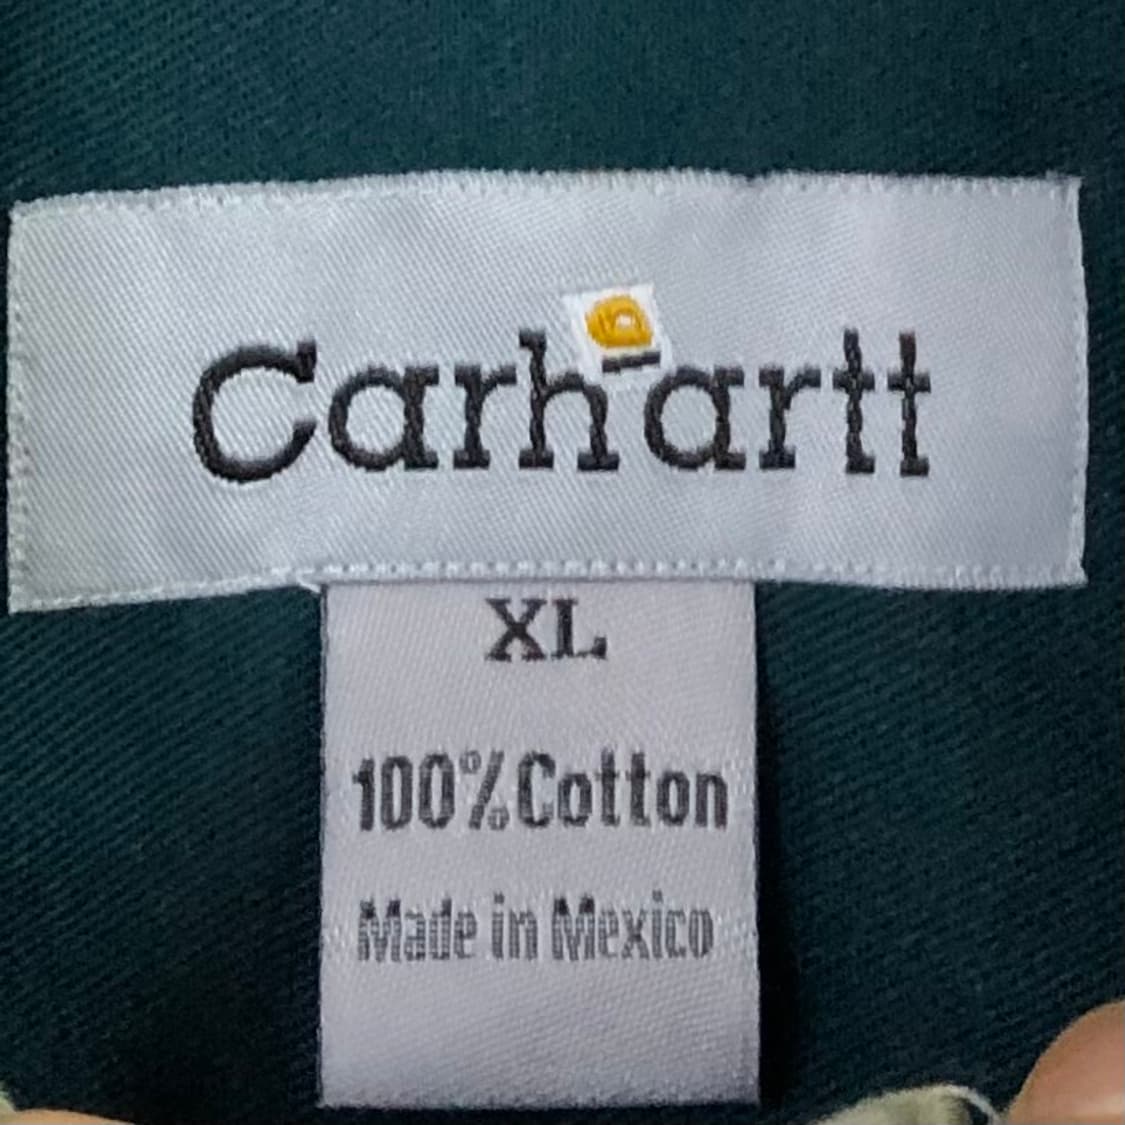 Carhartt
XL
100% Cotton
Made in Mexico